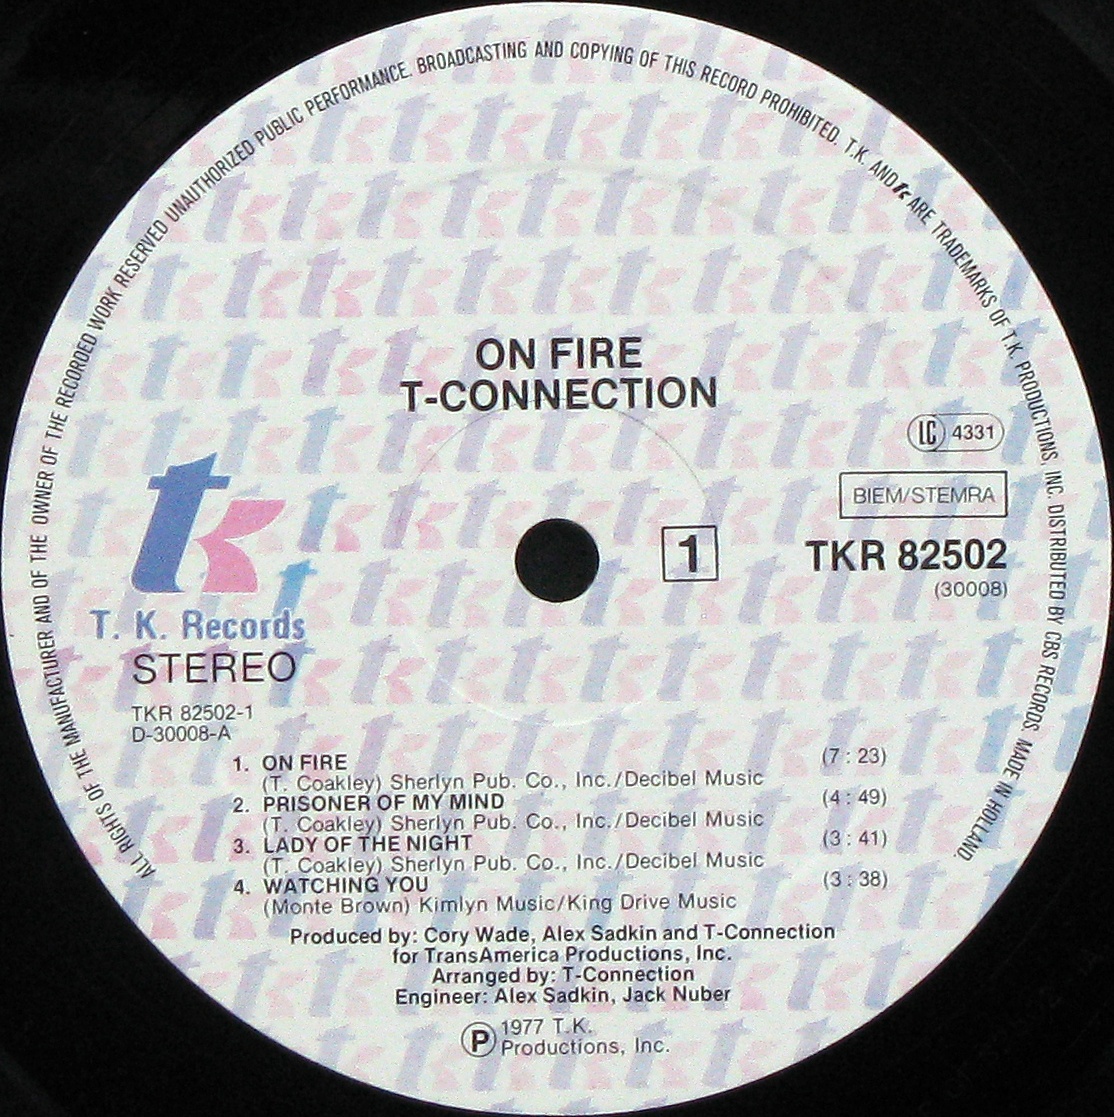 ALL RIGHTS OF THE MANUFACTURER AND OF THE OWNER OF THE RECORDED WORK RESERVED UNAUTHORIZED PUBLIC PERFORMANCE. BROADCASTING AND COPYING OF THIS RECORD PROHIBITED. T.K. AND tk ARE TRADEMARKS OF T.K. PRODUCTIONS, INC. DISTRIBUTED BY CBS RECORDS. MADE IN HOLLAND.
ON FIRE
T-CONNECTION
LC 4331
BIEM/STEMRA
1
TKR 82502
(30008)
tk
T. K. Records
STEREO
TKR 82502-1
D-30008-A
1. ON FIRE (7 : 23)
(T. Coakley) Sherlyn Pub. Co., Inc./Decibel Music
2. PRISONER OF MY MIND (4 : 49)
(T. Coakley) Sherlyn Pub. Co., Inc./Decibel Music
3. LADY OF THE NIGHT (3 : 41)
(T. Coakley) Sherlyn Pub. Co., Inc./Decibel Music
4. WATCHING YOU (3 : 38)
(Monte Brown) Kimlyn Music/King Drive Music
Produced by: Cory Wade, Alex Sadkin and T-Connection
for TransAmerica Productions, Inc.
Arranged by: T-Connection
Engineer: Alex Sadkin, Jack Nuber
Ⓟ 1977 T.K.
Productions, Inc.